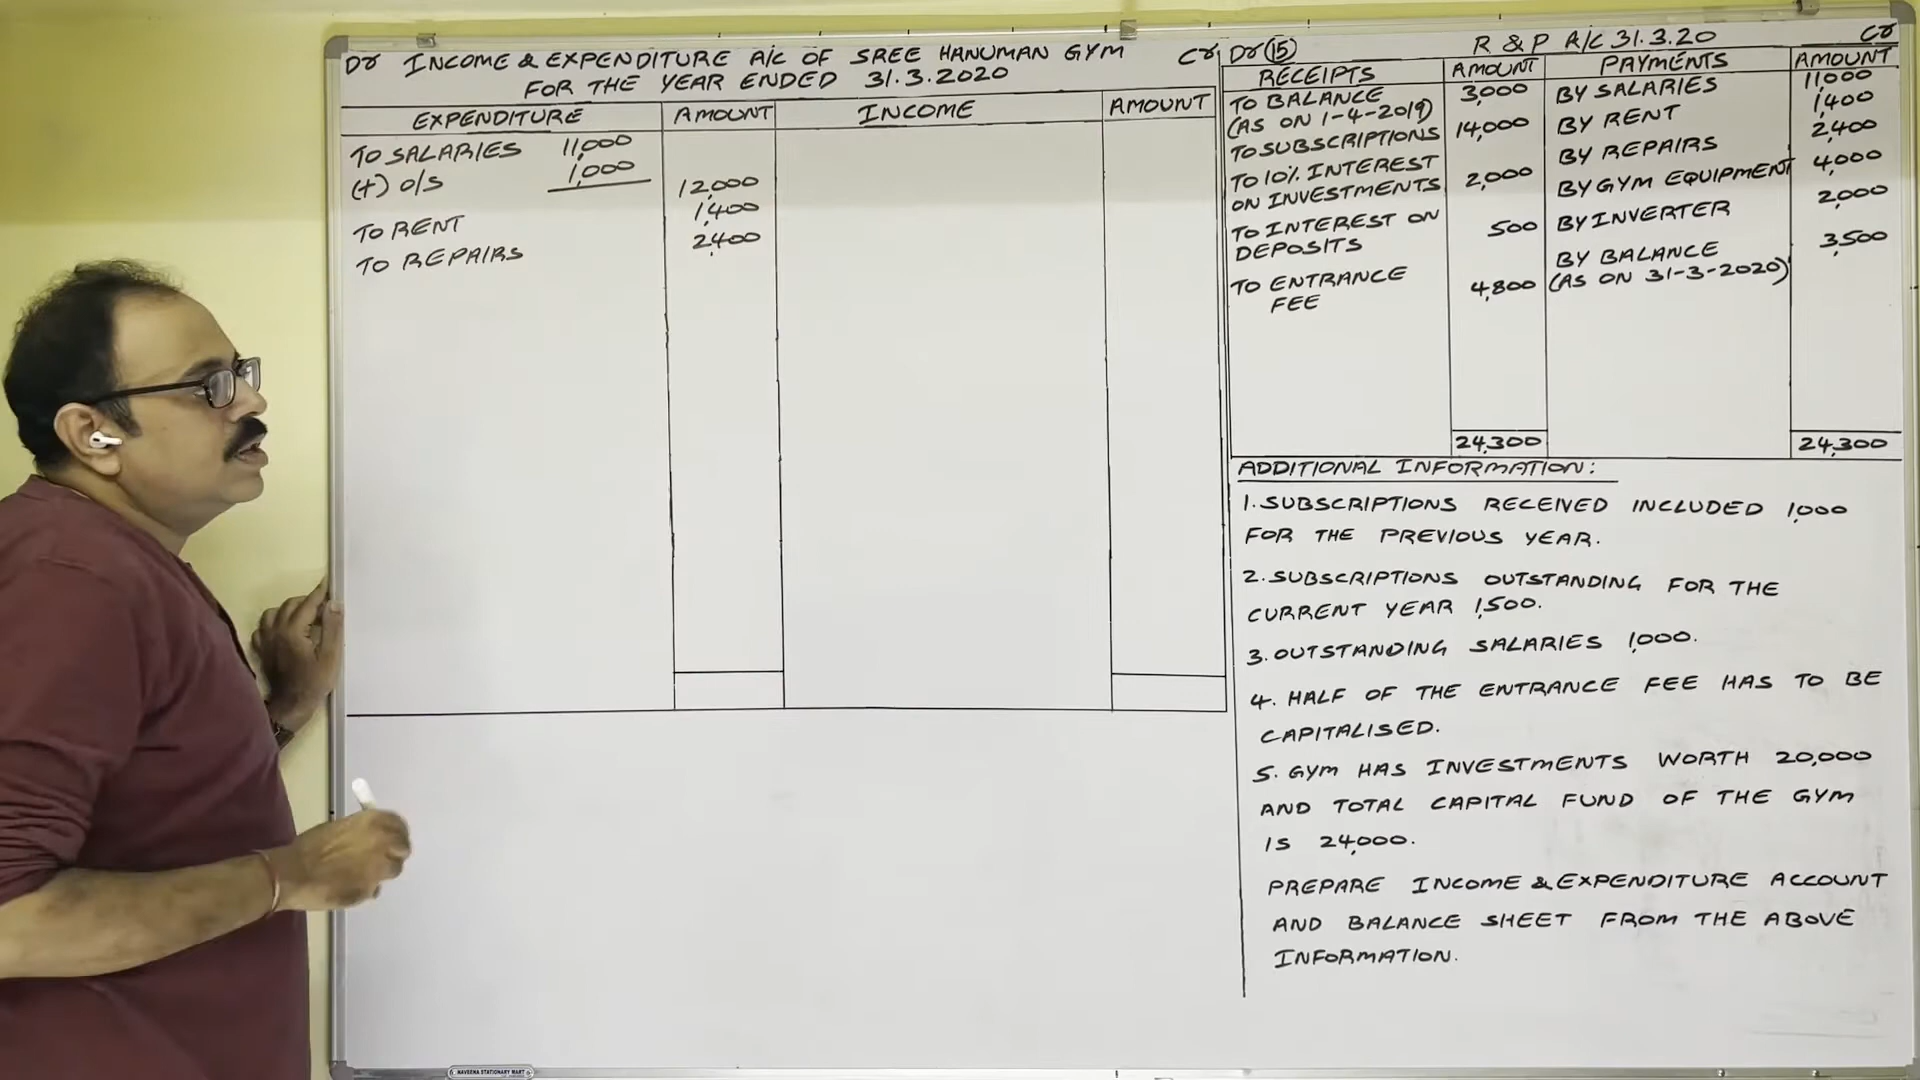 Dr INCOME & EXPENDITURE A/C OF SREE HANUMAN GYM Cr
FOR THE YEAR ENDED 31.3.2020
EXPENDITURE AMOUNT INCOME AMOUNT
TO SALARIES 11,000
(+) O/S 1,000 12,000
TO RENT 1,400
TO REPAIRS 2,400
Dr (15) R & P A/C 31.3.20 Cr
RECEIPTS AMOUNT PAYMENTS AMOUNT
TO BALANCE 3,000 BY SALARIES 11,000
(AS ON 1-4-2019) BY RENT 1,400
TO SUBSCRIPTIONS 14,000 BY REPAIRS 2,400
TO 10% INTEREST
ON INVESTMENTS 2,000 BY GYM EQUIPMENT 4,000
TO INTEREST ON
DEPOSITS 500 BY INVERTER 2,000
TO ENTRANCE
FEE 4,800 BY BALANCE
(AS ON 31-3-2020) 3,500
24,300 24,300
ADDITIONAL INFORMATION:
1. SUBSCRIPTIONS RECEIVED INCLUDED 1,000
FOR THE PREVIOUS YEAR.
2. SUBSCRIPTIONS OUTSTANDING FOR THE
CURRENT YEAR 1,500.
3. OUTSTANDING SALARIES 1,000.
4. HALF OF THE ENTRANCE FEE HAS TO BE
CAPITALISED.
5. GYM HAS INVESTMENTS WORTH 20,000
AND TOTAL CAPITAL FUND OF THE GYM
IS 24,000.
PREPARE INCOME & EXPENDITURE ACCOUNT
AND BALANCE SHEET FROM THE ABOVE
INFORMATION.
NAVEENA STATIONARY MART